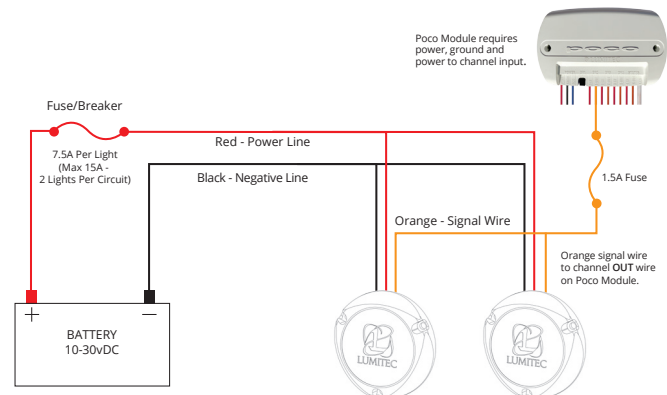 Poco Module requires
power, ground and
power to channel input.
Fuse/Breaker
7.5A Per Light
(Max 15A -
2 Lights Per Circuit)
Red - Power Line
Black - Negative Line
1.5A Fuse
Orange - Signal Wire
Orange signal wire
to channel OUT wire
on Poco Module.
+
−
BATTERY
10-30vDC
LUMITEC
LUMITEC